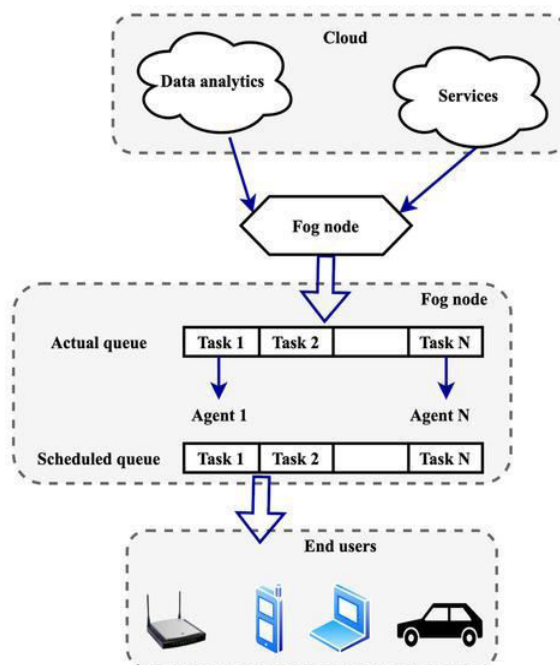 Cloud
Data analytics
Services
Fog node
Fog node
Actual queue Task 1 Task 2 Task N
Agent 1 Agent N
Scheduled queue Task 1 Task 2 Task N
End users